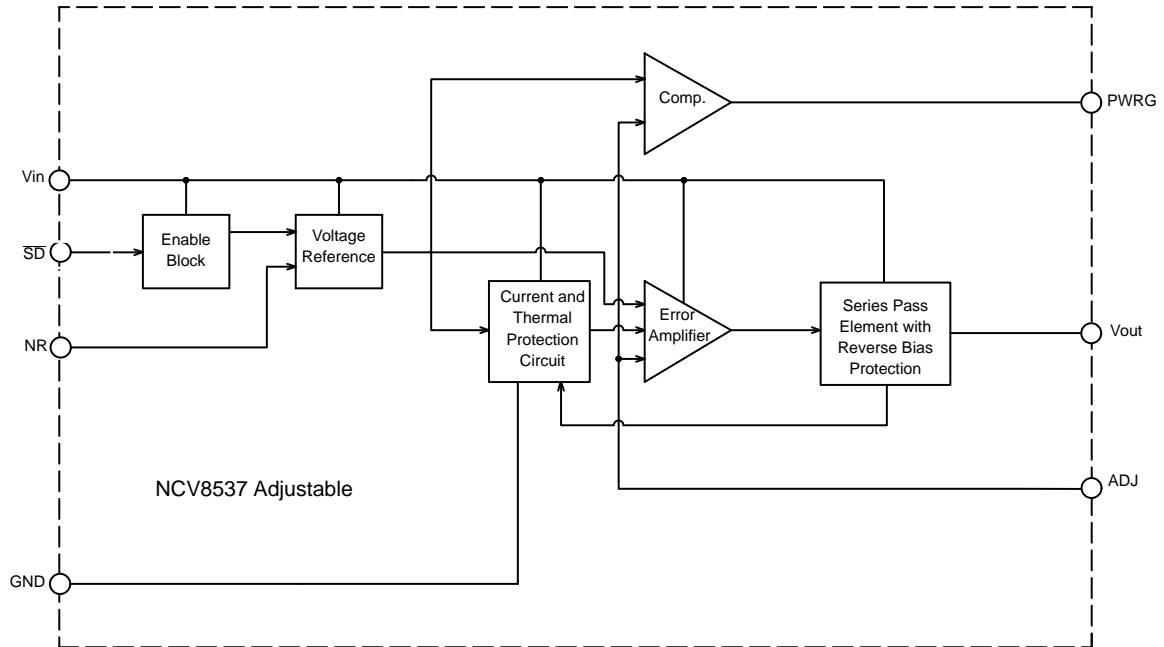 Comp.
PWRG
Vin
SD
Enable
Block
Voltage
Reference
NR
Current and
Thermal
Protection
Circuit
Error
Amplifier
Series Pass
Element with
Reverse Bias
Protection
Vout
ADJ
NCV8537 Adjustable
GND